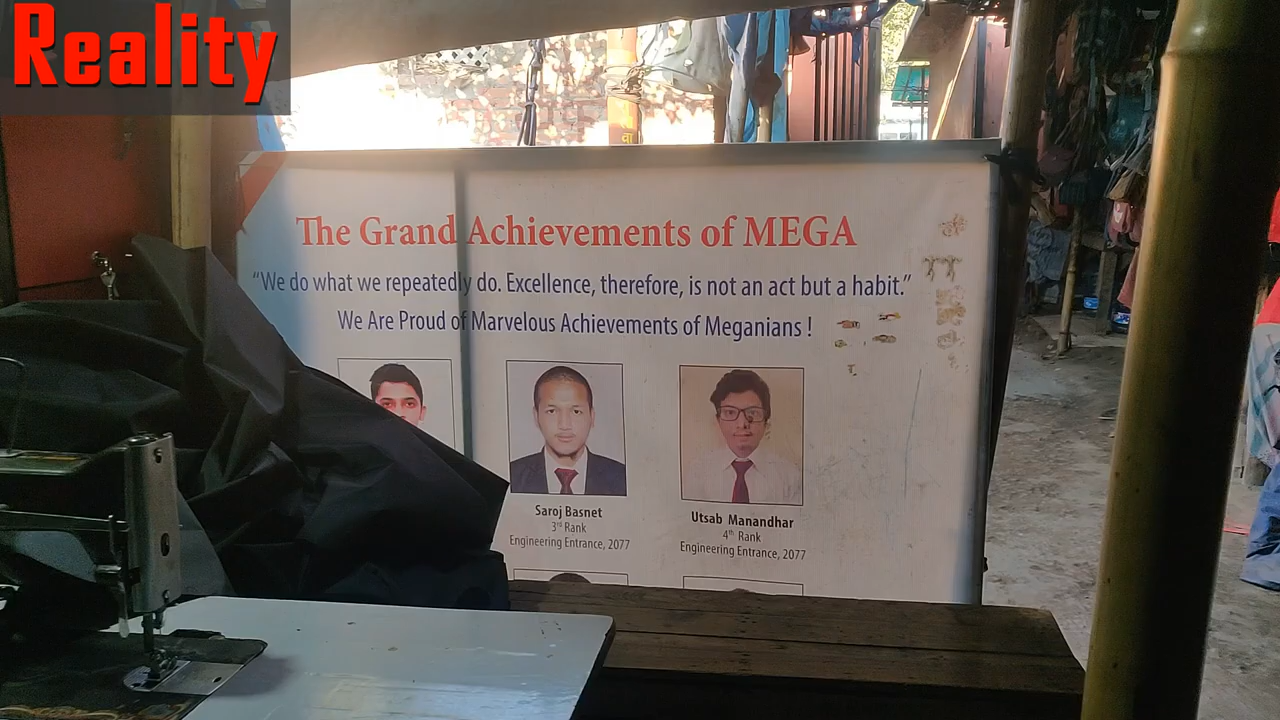 Reality
The Grand Achievements of MEGA
“We do what we repeatedly do. Excellence, therefore, is not an act but a habit.”
We Are Proud of Marvelous Achievements of Meganians !
Saroj Basnet
3rd Rank
Engineering Entrance, 2077
Utsab Manandhar
4th Rank
Engineering Entrance, 2077